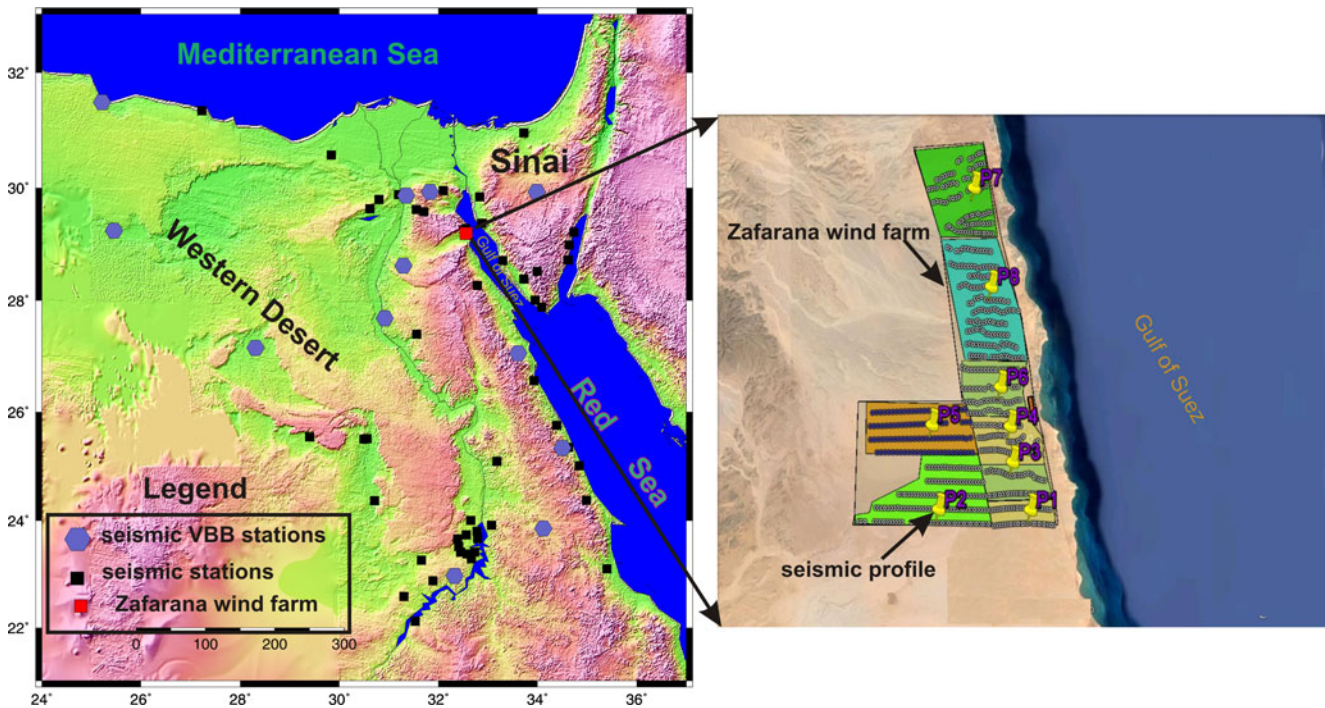 Mediterranean Sea
32°
30°
28°
26°
24°
22°
24°
26°
28°
30°
32°
34°
36°
Sinai
Western Desert
Gulf of Suez
Red Sea
Legend
seismic VBB stations
seismic stations
Zafarana wind farm
0 100 200 300
P7
Zafarana wind farm
P8
P6
P5
P4
P3
P2
P1
seismic profile
Gulf of Suez